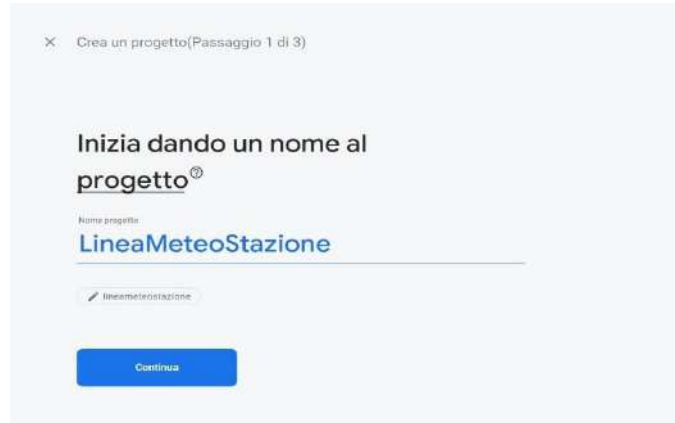 × Crea un progetto(Passaggio 1 di 3)
Inizia dando un nome al
progetto
Nome progetto
LineaMeteoStazione
lineameteostazione
Continua